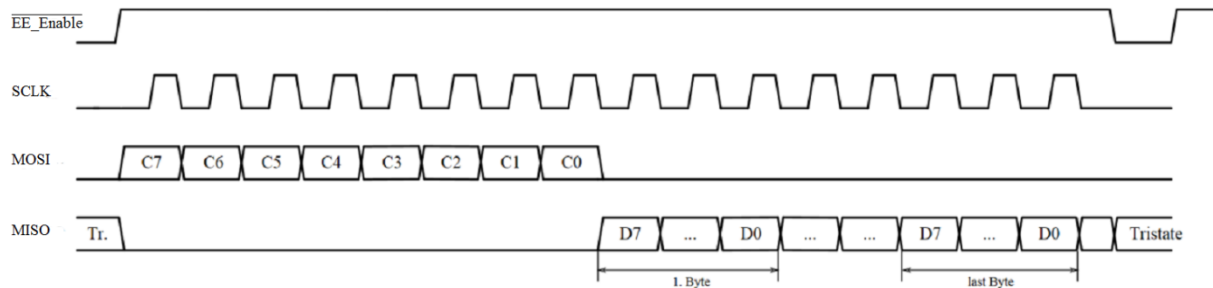 EE_Enable
SCLK
MOSI C7 C6 C5 C4 C3 C2 C1 C0
MISO Tr. D7 ... D0 ... ... D7 ... D0 Tristate
1. Byte last Byte